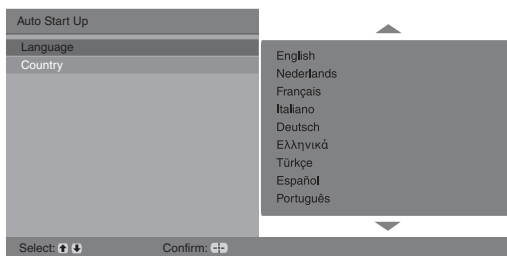 Auto Start Up
Language
Country
English
Nederlands
Français
Italiano
Deutsch
Ελληνικά
Türkçe
Español
Português
Select: Confirm: